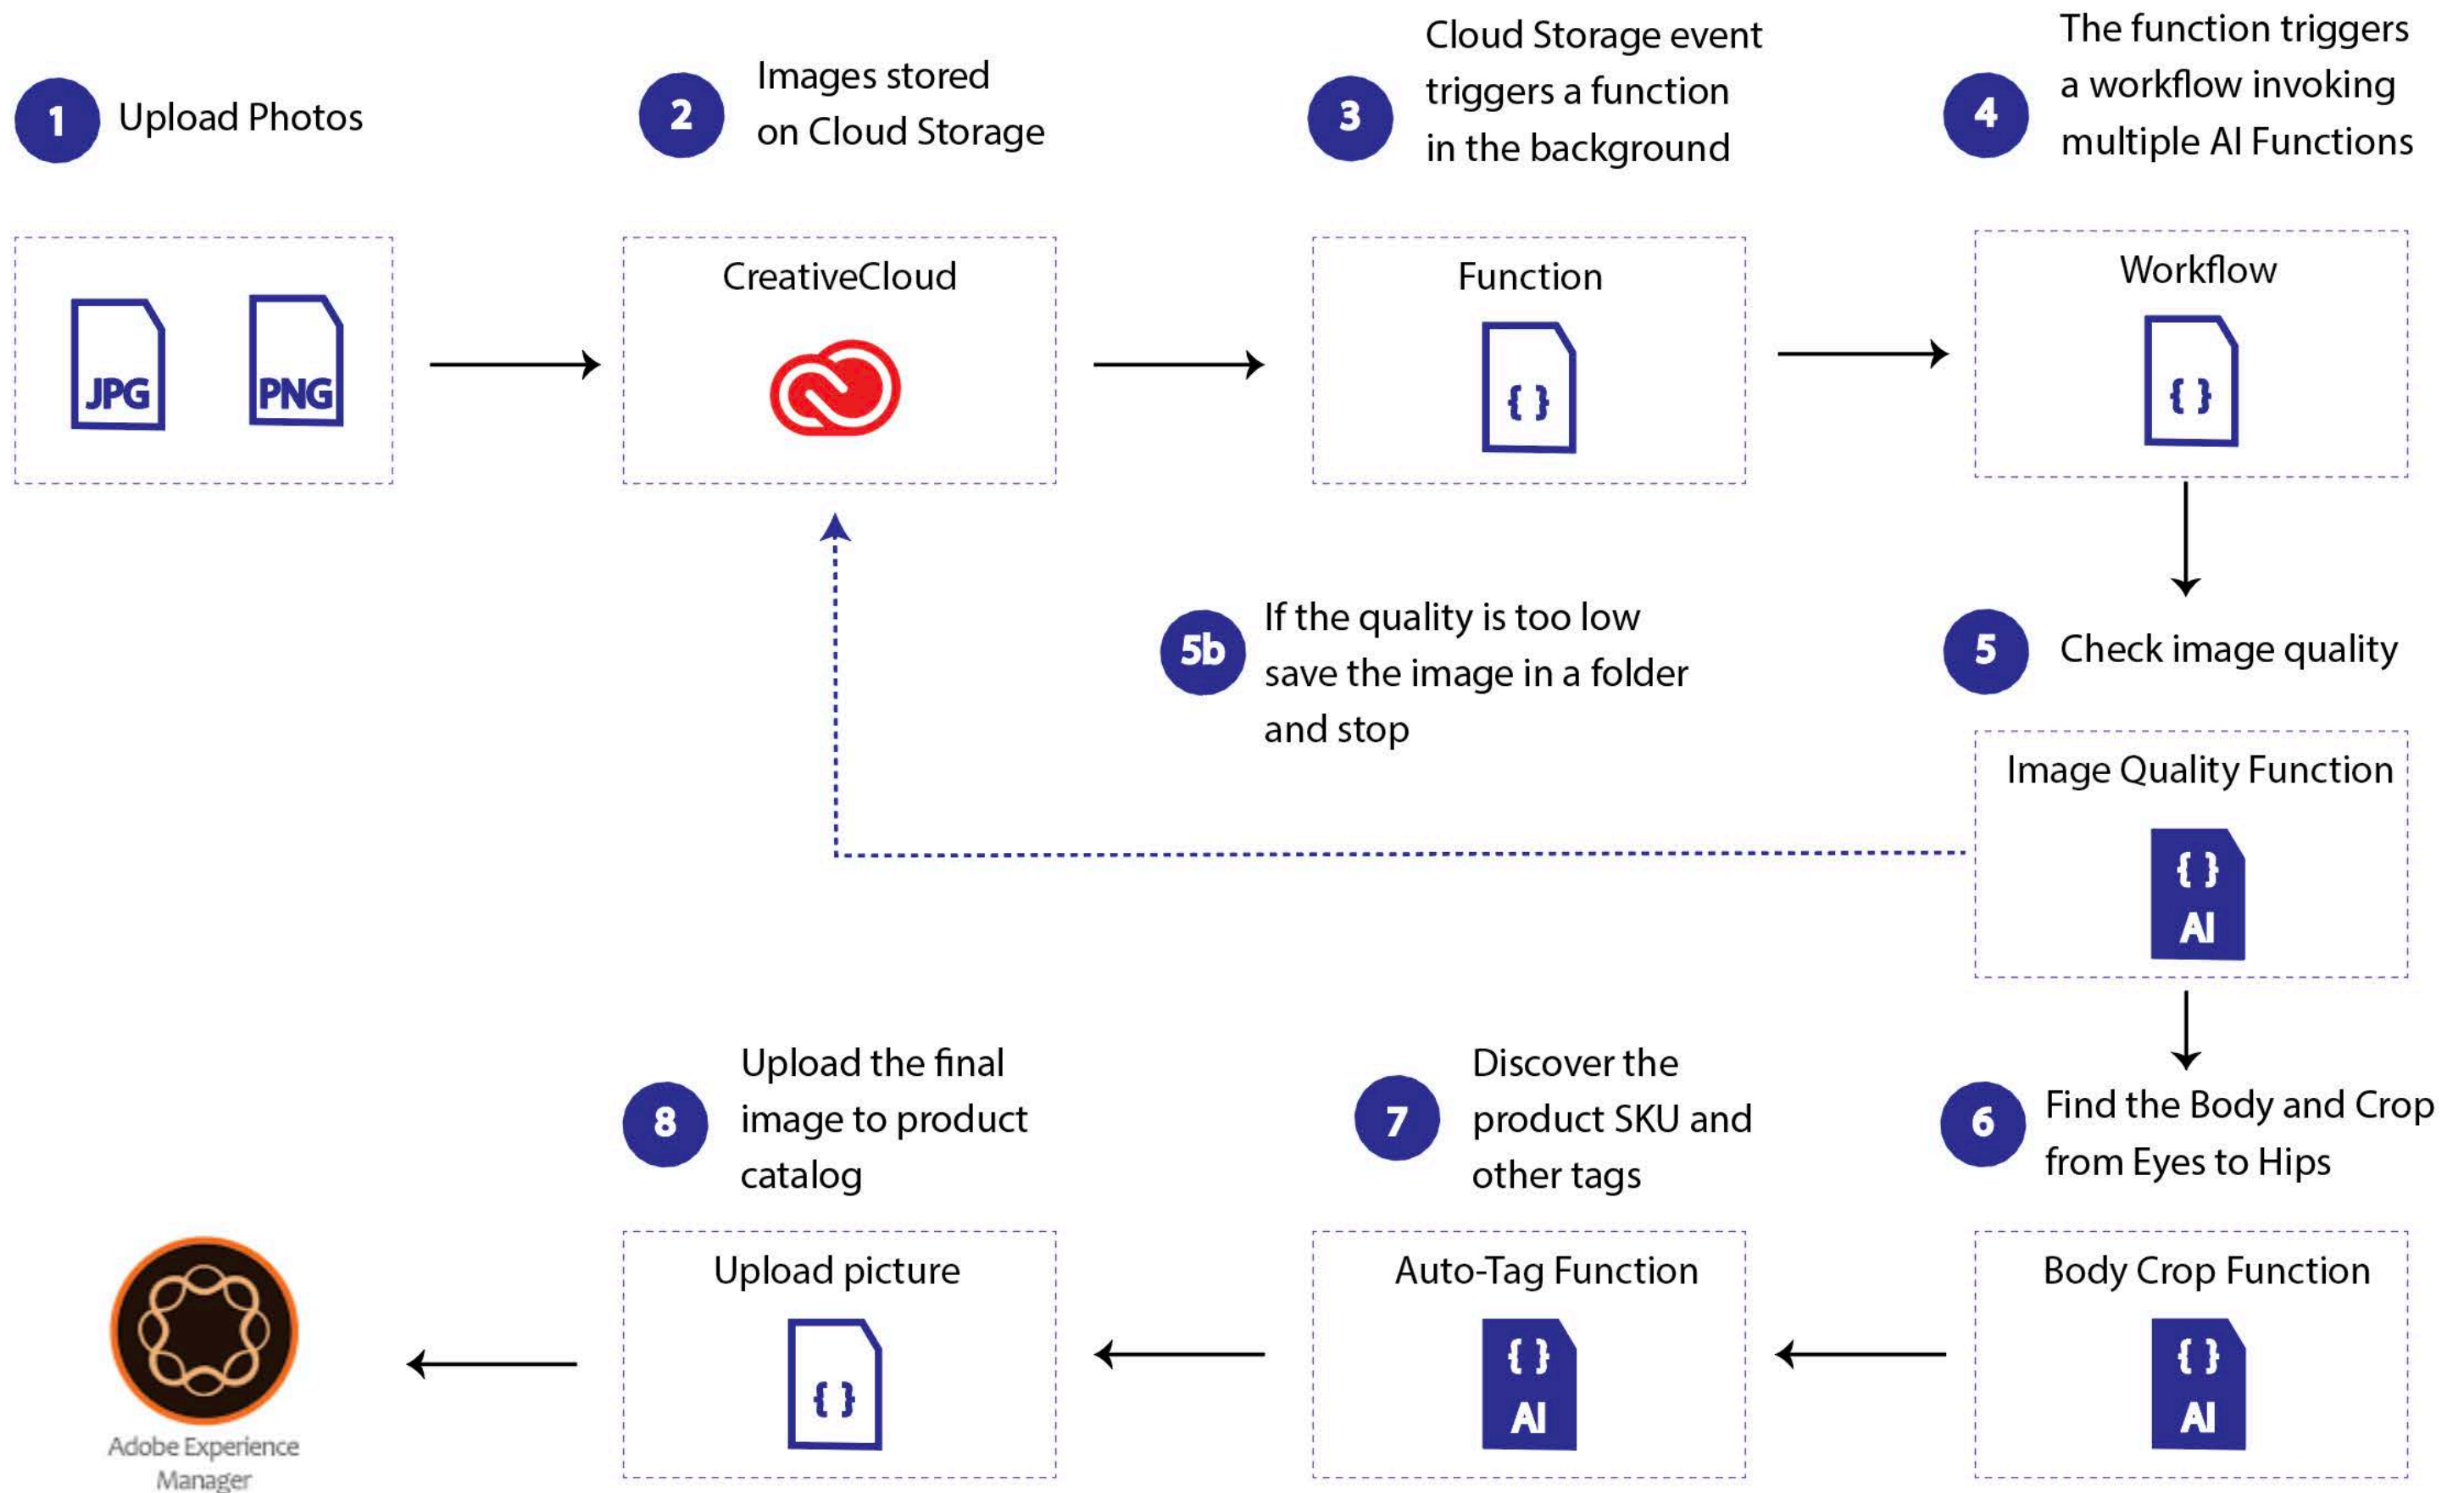 1
Upload Photos
2
Images stored
on Cloud Storage
3
Cloud Storage event
triggers a function
in the background
4
The function triggers
a workflow invoking
multiple AI Functions
JPG
PNG
CreativeCloud
Function
{ }
Workflow
{ }
5b
If the quality is too low
save the image in a folder
and stop
5
Check image quality
Image Quality Function
{ }
AI
6
Find the Body and Crop
from Eyes to Hips
Body Crop Function
{ }
AI
7
Discover the
product SKU and
other tags
Auto-Tag Function
{ }
AI
8
Upload the final
image to product
catalog
Upload picture
{ }
Adobe Experience
Manager